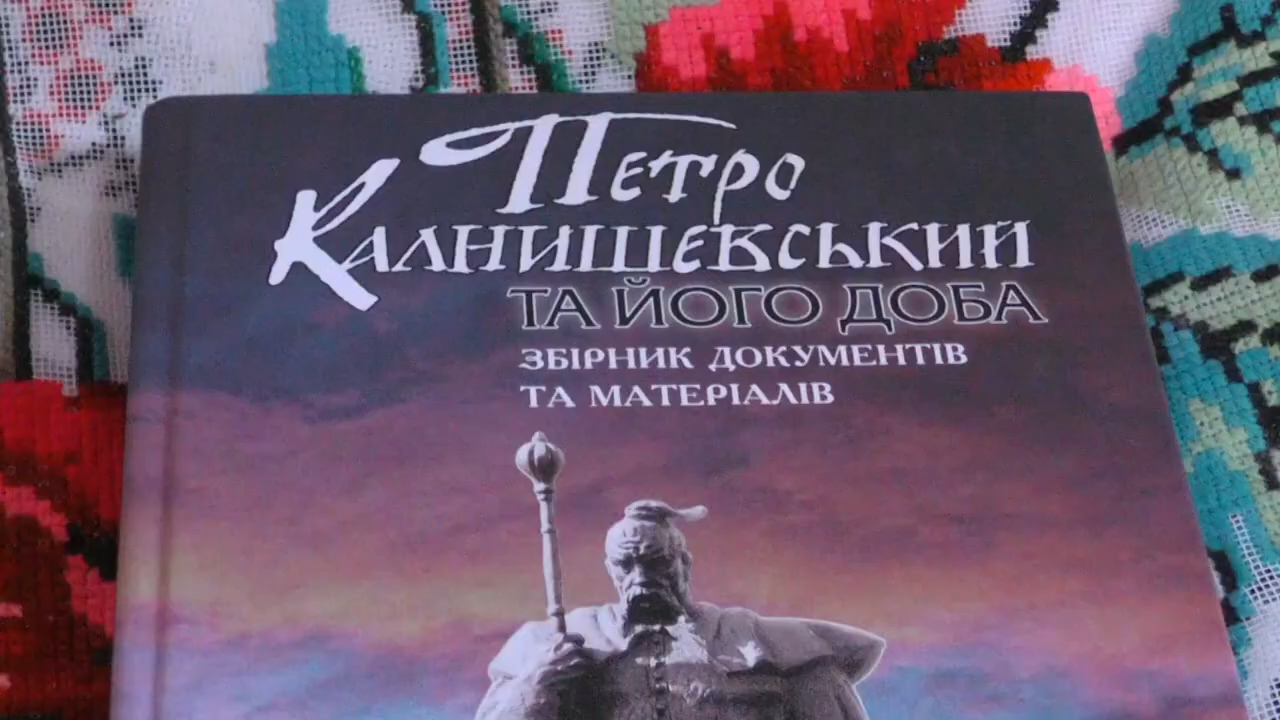 Петро
Калнишевський
ТА ЙОГО ДОБА
ЗБІРНИК ДОКУМЕНТІВ
ТА МАТЕРІАЛІВ